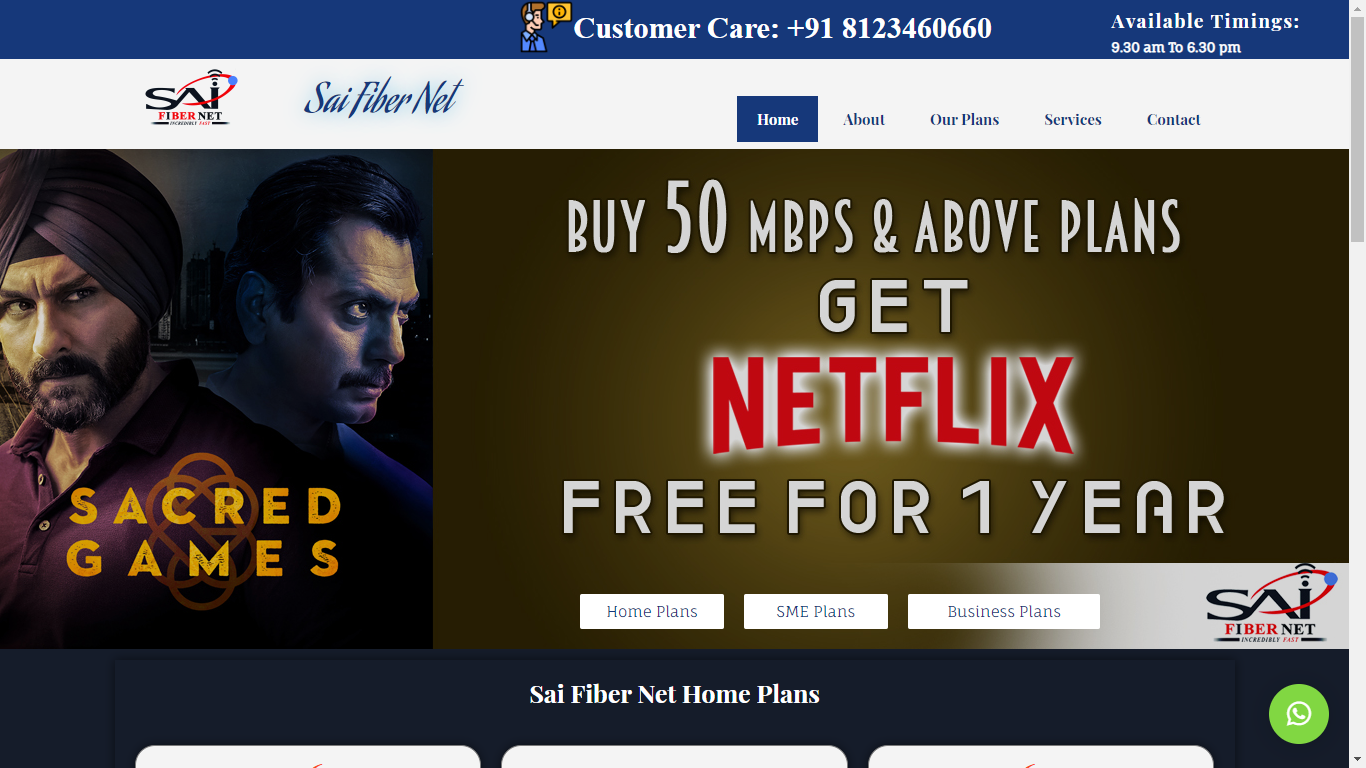 Customer Care: +91 8123460660
Available Timings:
9.30 am To 6.30 pm
SAi
FIBER NET
INCREDIBLY FAST
Sai Fiber Net
Home
About
Our Plans
Services
Contact
BUY 50 MBPS & ABOVE PLANS
GET
NETFLIX
FREE FOR 1 YEAR
SACRED
GAMES
Home Plans
SME Plans
Business Plans
SAi
FIBER NET
INCREDIBLY FAST
Sai Fiber Net Home Plans